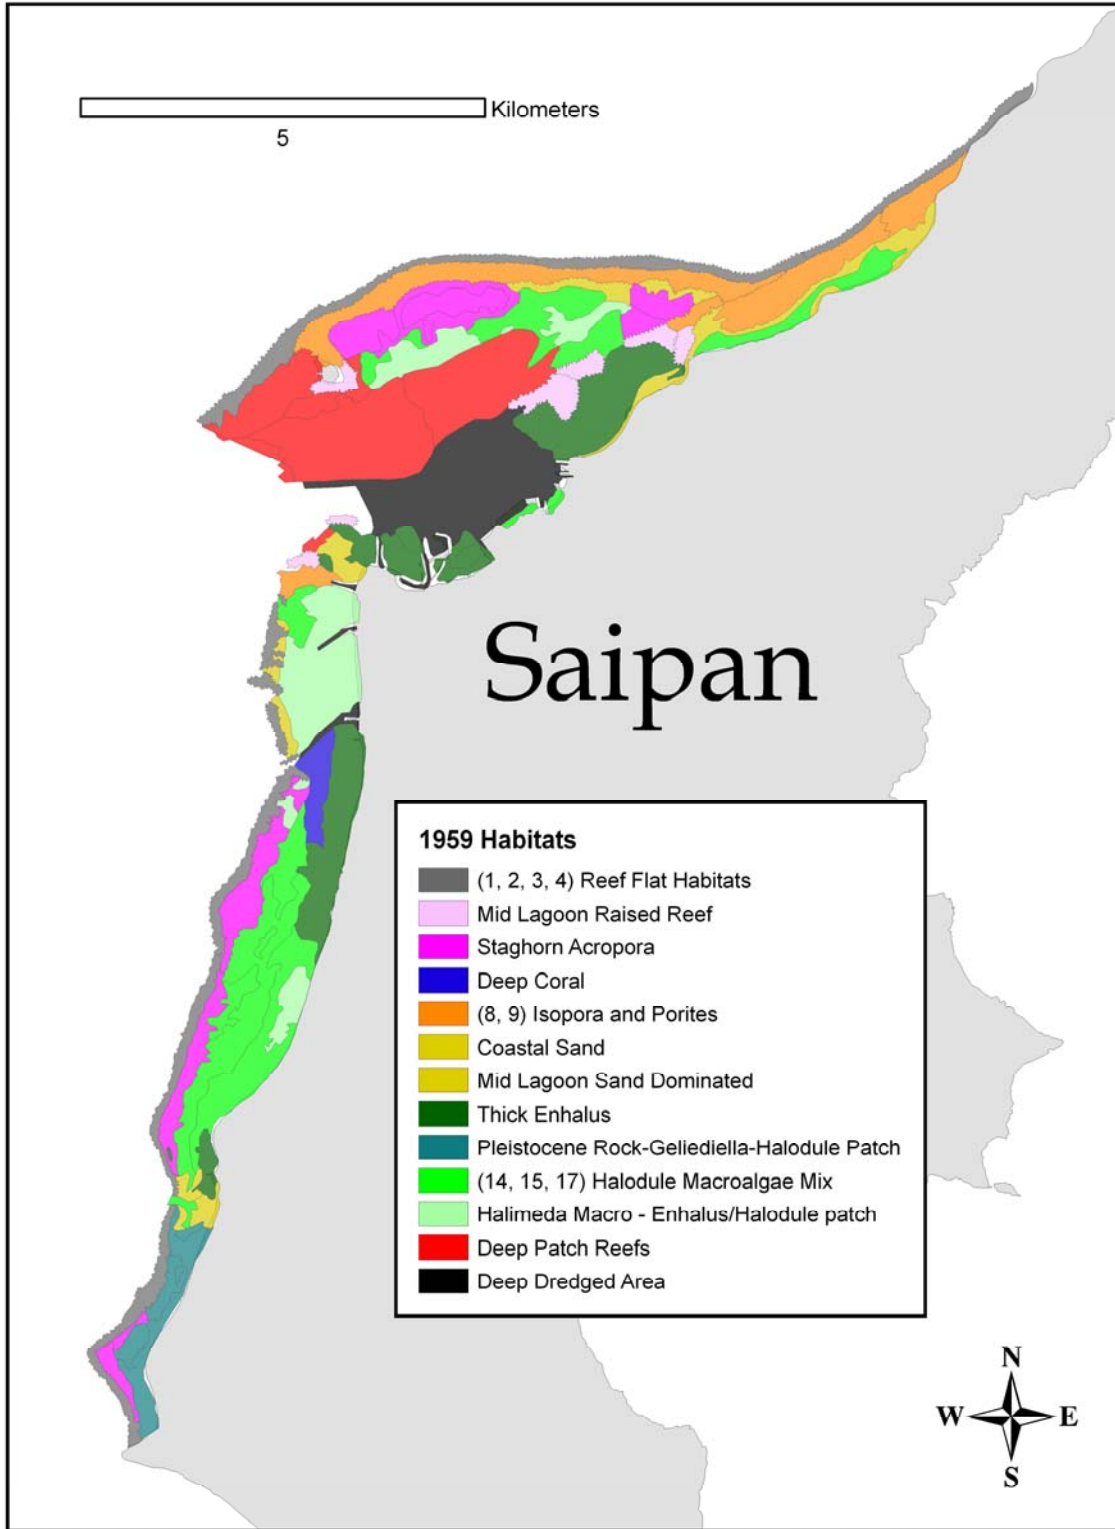 Kilometers
5
Saipan
1959 Habitats
(1, 2, 3, 4) Reef Flat Habitats
Mid Lagoon Raised Reef
Staghorn Acropora
Deep Coral
(8, 9) Isopora and Porites
Coastal Sand
Mid Lagoon Sand Dominated
Thick Enhalus
Pleistocene Rock-Geliediella-Halodule Patch
(14, 15, 17) Halodule Macroalgae Mix
Halimeda Macro - Enhalus/Halodule patch
Deep Patch Reefs
Deep Dredged Area
N
W E
S